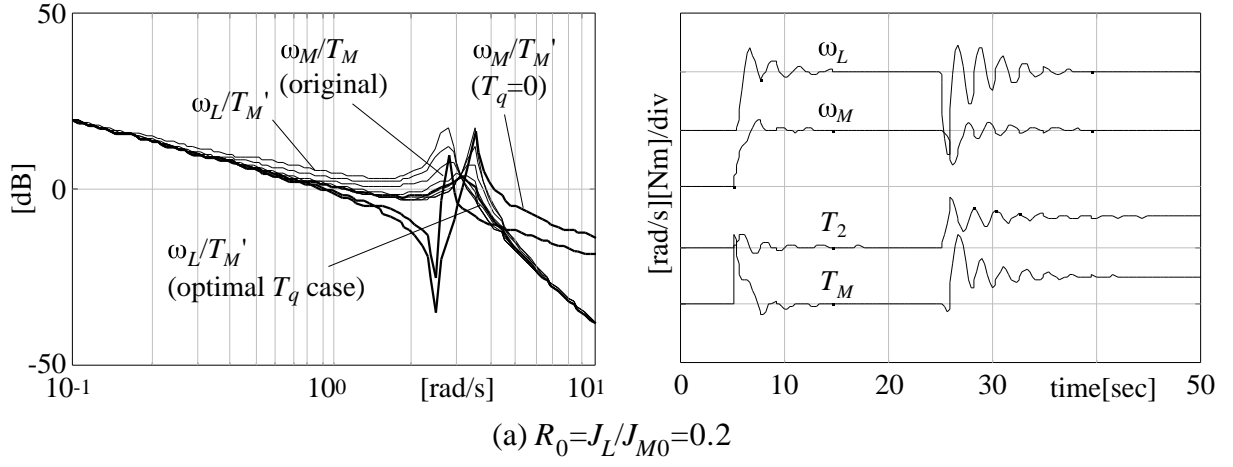 50
ω_M/T_M
(original)
ω_M/T_M'
(T_q=0)
ω_L/T_M'
[dB]
0
ω_L/T_M'
(optimal T_q case)
-50
10^-1
10^0
[rad/s]
10^1
ω_L
ω_M
[rad/s][Nm]/div
T_2
T_M
0
10
20
30
time[sec]
50
(a) R_0=J_L/J_M0=0.2